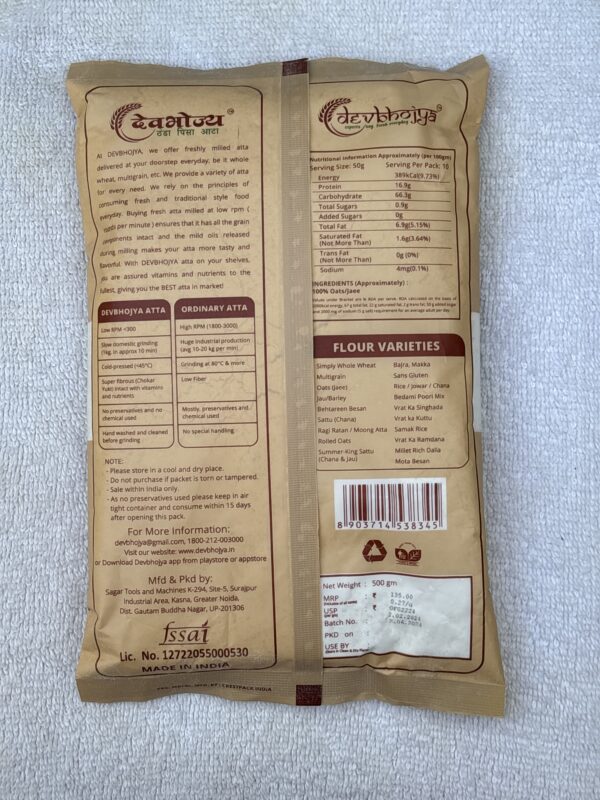 देवभोज्य
ठंडा पिसा आटा
At DEVBHOJYA, we offer freshly milled atta
delivered at your doorstep everyday, be it whole
wheat, multigrain, etc. We provide a variety of atta
for every need. We rely on the principles of
consuming fresh and traditional style food
everyday. Buying fresh atta milled at low rpm (
rounds per minute ) ensures that it has all the grain
components intact and the mild oils released
during milling makes your atta more tasty and
flavorful. With DEVBHOJYA atta on your shelves,
you are assured vitamins and nutrients to the
fullest, giving you the BEST atta in market!
DEVBHOJYA ATTA ORDINARY ATTA
Low RPM <300 High RPM (1800-3000)
Slow domestic grinding Huge Industrial production
(1kg. in approx 10 min) (avg 10-20 kg per min)
Cold-pressed (<45°C) Grinding at 80°C & more
Super fibrous (Chokar Low Fiber
Yukt) intact with vitamins
and nutrients
No preservatives and no Mostly, preservatives and
chemical used chemical used
Hand washed and cleaned No special handling
before grinding
NOTE:
- Please store in a cool and dry place.
- Do not purchase if packet is torn or tampered.
- Sale within India only.
- As no preservatives used please keep in air
tight container and consume within 15 days
after opening this pack.
For More Information:
devbhojya@gmail.com, 1800-212-003000
Visit our website: www.devbhojya.in
or Download Devbhojya app from playstore or appstore
Mfd & Pkd by:
Sagar Tools and Machines K-294, Site-5, Surajpur
Industrial Area, Kasna, Greater Noida,
Dist. Gautam Buddha Nagar, UP-201306
fssai
Lic. No. 12722055000530
MADE IN INDIA
devbhojya
Nutrisional information Approximately (per 100gm)
Serving Size: 50g Serving Per Pack: 10
Energy 389kCal(9.73%)
Protein 16.9g
Carbohydrate 66.3g
Total Sugars 0.9g
Added Sugars 0g
Total Fat 6.9g(5.15%)
Saturated Fat 1.6g(3.64%)
(Not More Than)
Trans Fat 0g (0%)
(Not More Than)
Sodium 4mg(0.1%)
INGREDIENTS (Approximately) :
100% Oats/Jaee
FLOUR VARIETIES
Simply Whole Wheat Bajra, Makka
Multigrain Sans Gluten
Oats (Jaee) Rice / Jowar / Chana
Jau/Barley Bedami Poori Mix
Behtareen Besan Vrat Ka Singhada
Sattu (Chana) Vrat ka Kuttu
Ragi Ratan / Moong Atta Samak Rice
Rolled Oats Vrat Ka Ramdana
Summer-King Sattu Millet Rich Dalia
(Chana & Jau) Mota Besan
8 903714 538345
Net Weight : 500 gm
MRP : ₹ 135.00
USP : ₹ 0.27/g
Batch No. :
PKD on :
USE BY